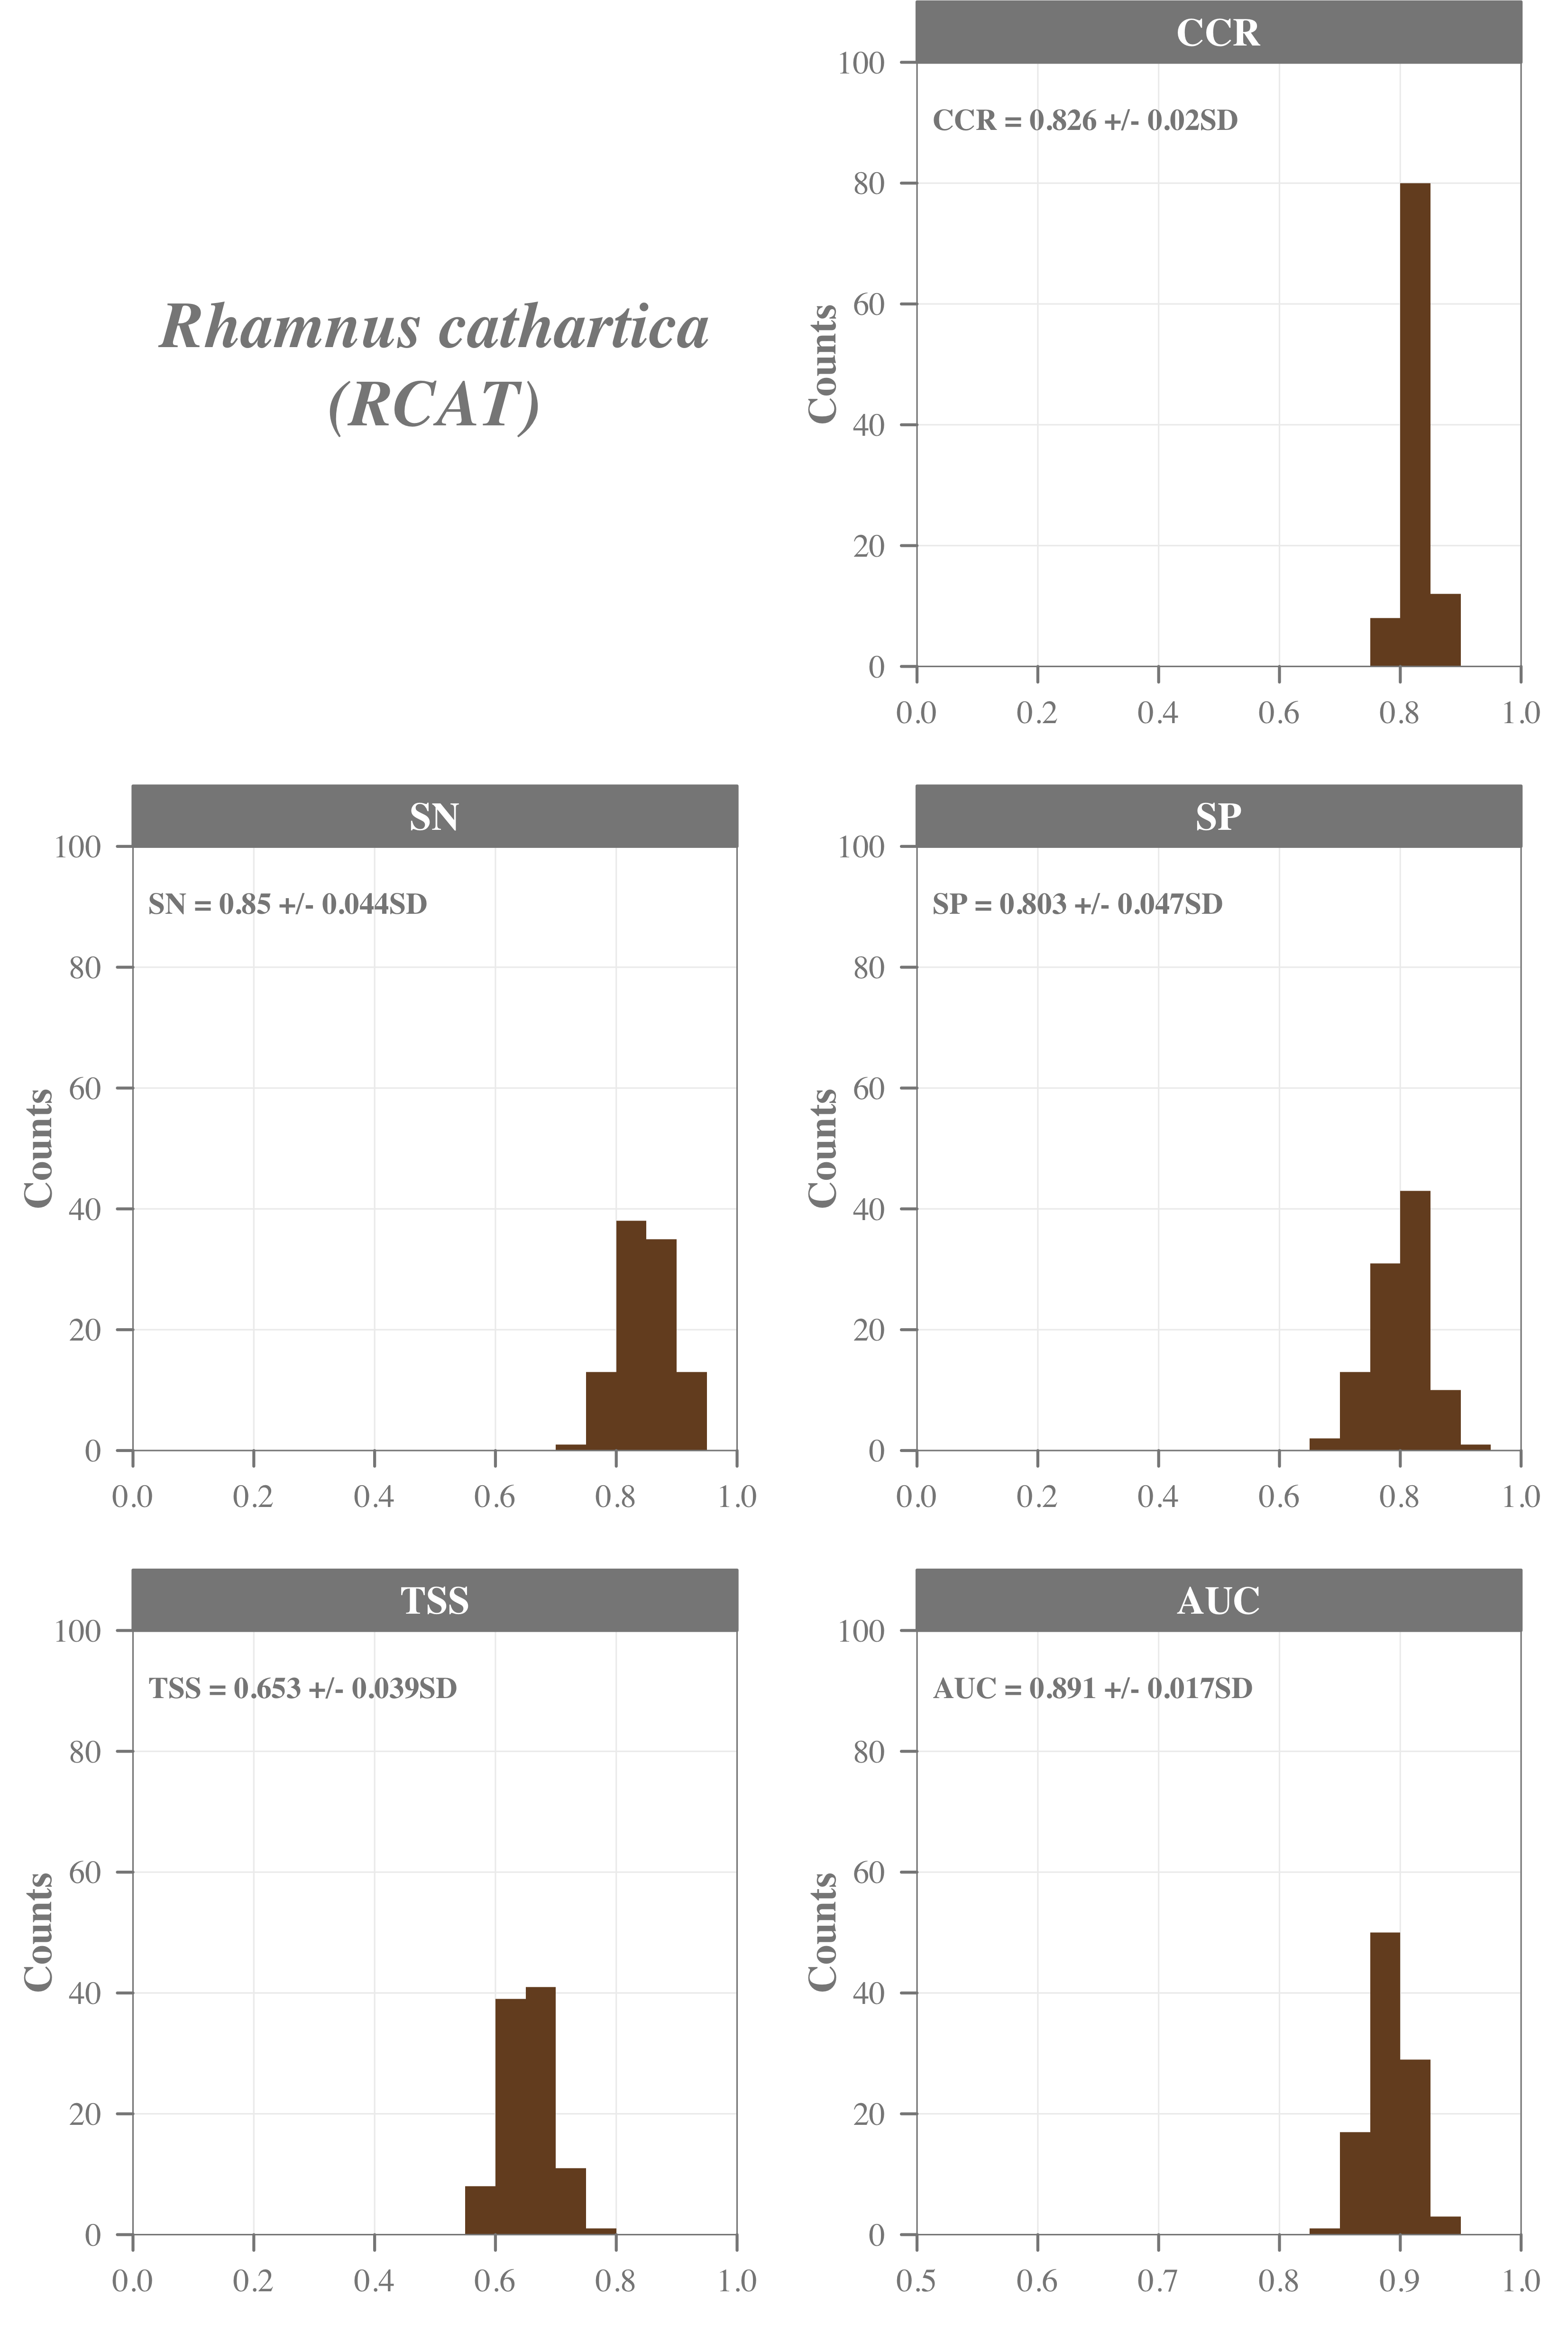 CCR
100
CCR = 0.826 +/- 0.02SD
80
60
Counts
40
20
0
0.0 0.2 0.4 0.6 0.8 1.0
Rhamnus cathartica
(RCAT)
SN
100
SN = 0.85 +/- 0.044SD
80
60
Counts
40
20
0
0.0 0.2 0.4 0.6 0.8 1.0
SP
100
SP = 0.803 +/- 0.047SD
80
60
Counts
40
20
0
0.0 0.2 0.4 0.6 0.8 1.0
TSS
100
TSS = 0.653 +/- 0.039SD
80
60
Counts
40
20
0
0.0 0.2 0.4 0.6 0.8 1.0
AUC
100
AUC = 0.891 +/- 0.017SD
80
60
Counts
40
20
0
0.5 0.6 0.7 0.8 0.9 1.0